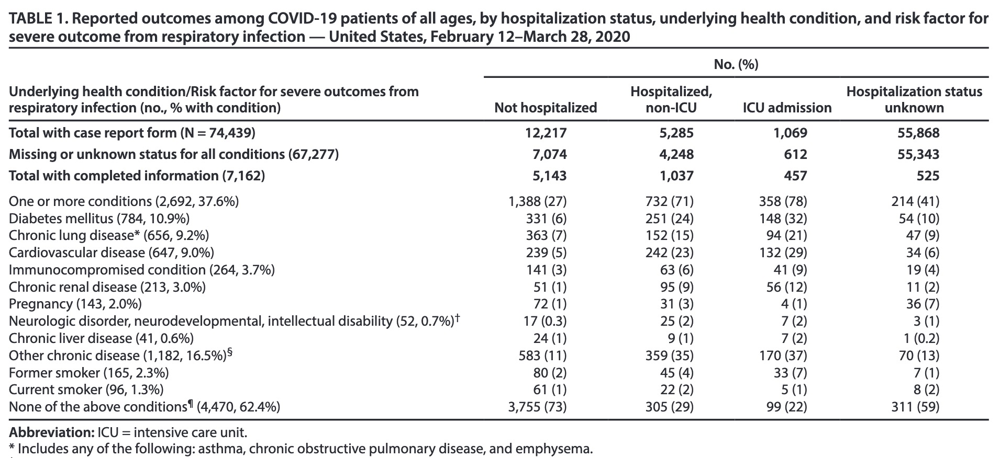 TABLE 1. Reported outcomes among COVID-19 patients of all ages, by hospitalization status, underlying health condition, and risk factor for
severe outcome from respiratory infection — United States, February 12–March 28, 2020
No. (%)
Underlying health condition/Risk factor for severe outcomes from
respiratory infection (no., % with condition)
Not hospitalized
Hospitalized,
non-ICU
ICU admission
Hospitalization status
unknown
Total with case report form (N = 74,439) 12,217 5,285 1,069 55,868
Missing or unknown status for all conditions (67,277) 7,074 4,248 612 55,343
Total with completed information (7,162) 5,143 1,037 457 525
One or more conditions (2,692, 37.6%) 1,388 (27) 732 (71) 358 (78) 214 (41)
Diabetes mellitus (784, 10.9%) 331 (6) 251 (24) 148 (32) 54 (10)
Chronic lung disease* (656, 9.2%) 363 (7) 152 (15) 94 (21) 47 (9)
Cardiovascular disease (647, 9.0%) 239 (5) 242 (23) 132 (29) 34 (6)
Immunocompromised condition (264, 3.7%) 141 (3) 63 (6) 41 (9) 19 (4)
Chronic renal disease (213, 3.0%) 51 (1) 95 (9) 56 (12) 11 (2)
Pregnancy (143, 2.0%) 72 (1) 31 (3) 4 (1) 36 (7)
Neurologic disorder, neurodevelopmental, intellectual disability (52, 0.7%)† 17 (0.3) 25 (2) 7 (2) 3 (1)
Chronic liver disease (41, 0.6%) 24 (1) 9 (1) 7 (2) 1 (0.2)
Other chronic disease (1,182, 16.5%)§ 583 (11) 359 (35) 170 (37) 70 (13)
Former smoker (165, 2.3%) 80 (2) 45 (4) 33 (7) 7 (1)
Current smoker (96, 1.3%) 61 (1) 22 (2) 5 (1) 8 (2)
None of the above conditions¶ (4,470, 62.4%) 3,755 (73) 305 (29) 99 (22) 311 (59)
Abbreviation: ICU = intensive care unit.
* Includes any of the following: asthma, chronic obstructive pulmonary disease, and emphysema.